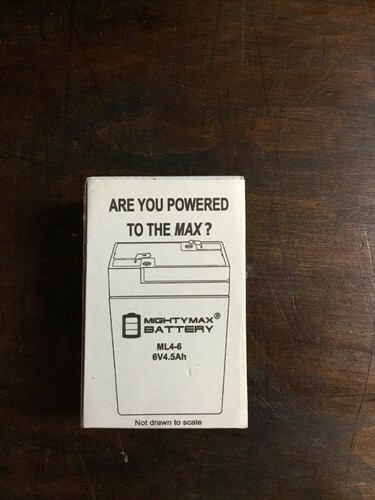 ARE YOU POWERED
TO THE MAX ?
MIGHTYMAX®
BATTERY
ML4-6
6V4.5Ah
Not drawn to scale